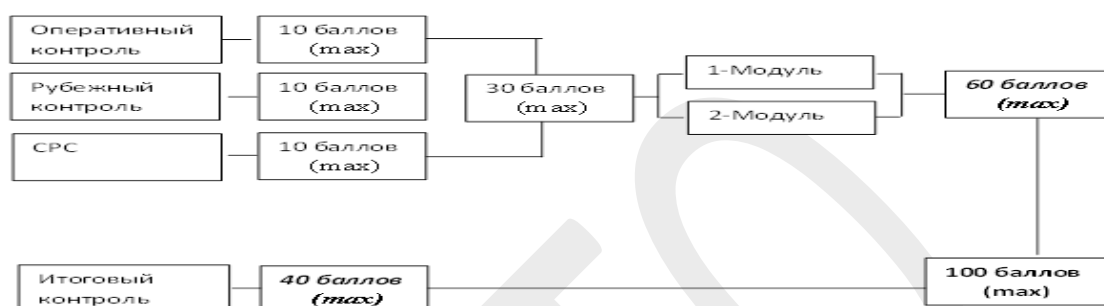 Оперативный
контроль
10 баллов
(max)
Рубежный
контроль
10 баллов
(max)
СРС
10 баллов
(max)
30 баллов
(max)
1-Модуль
2-Модуль
60 баллов
(max)
Итоговый
контроль
40 баллов
(max)
100 баллов
(max)